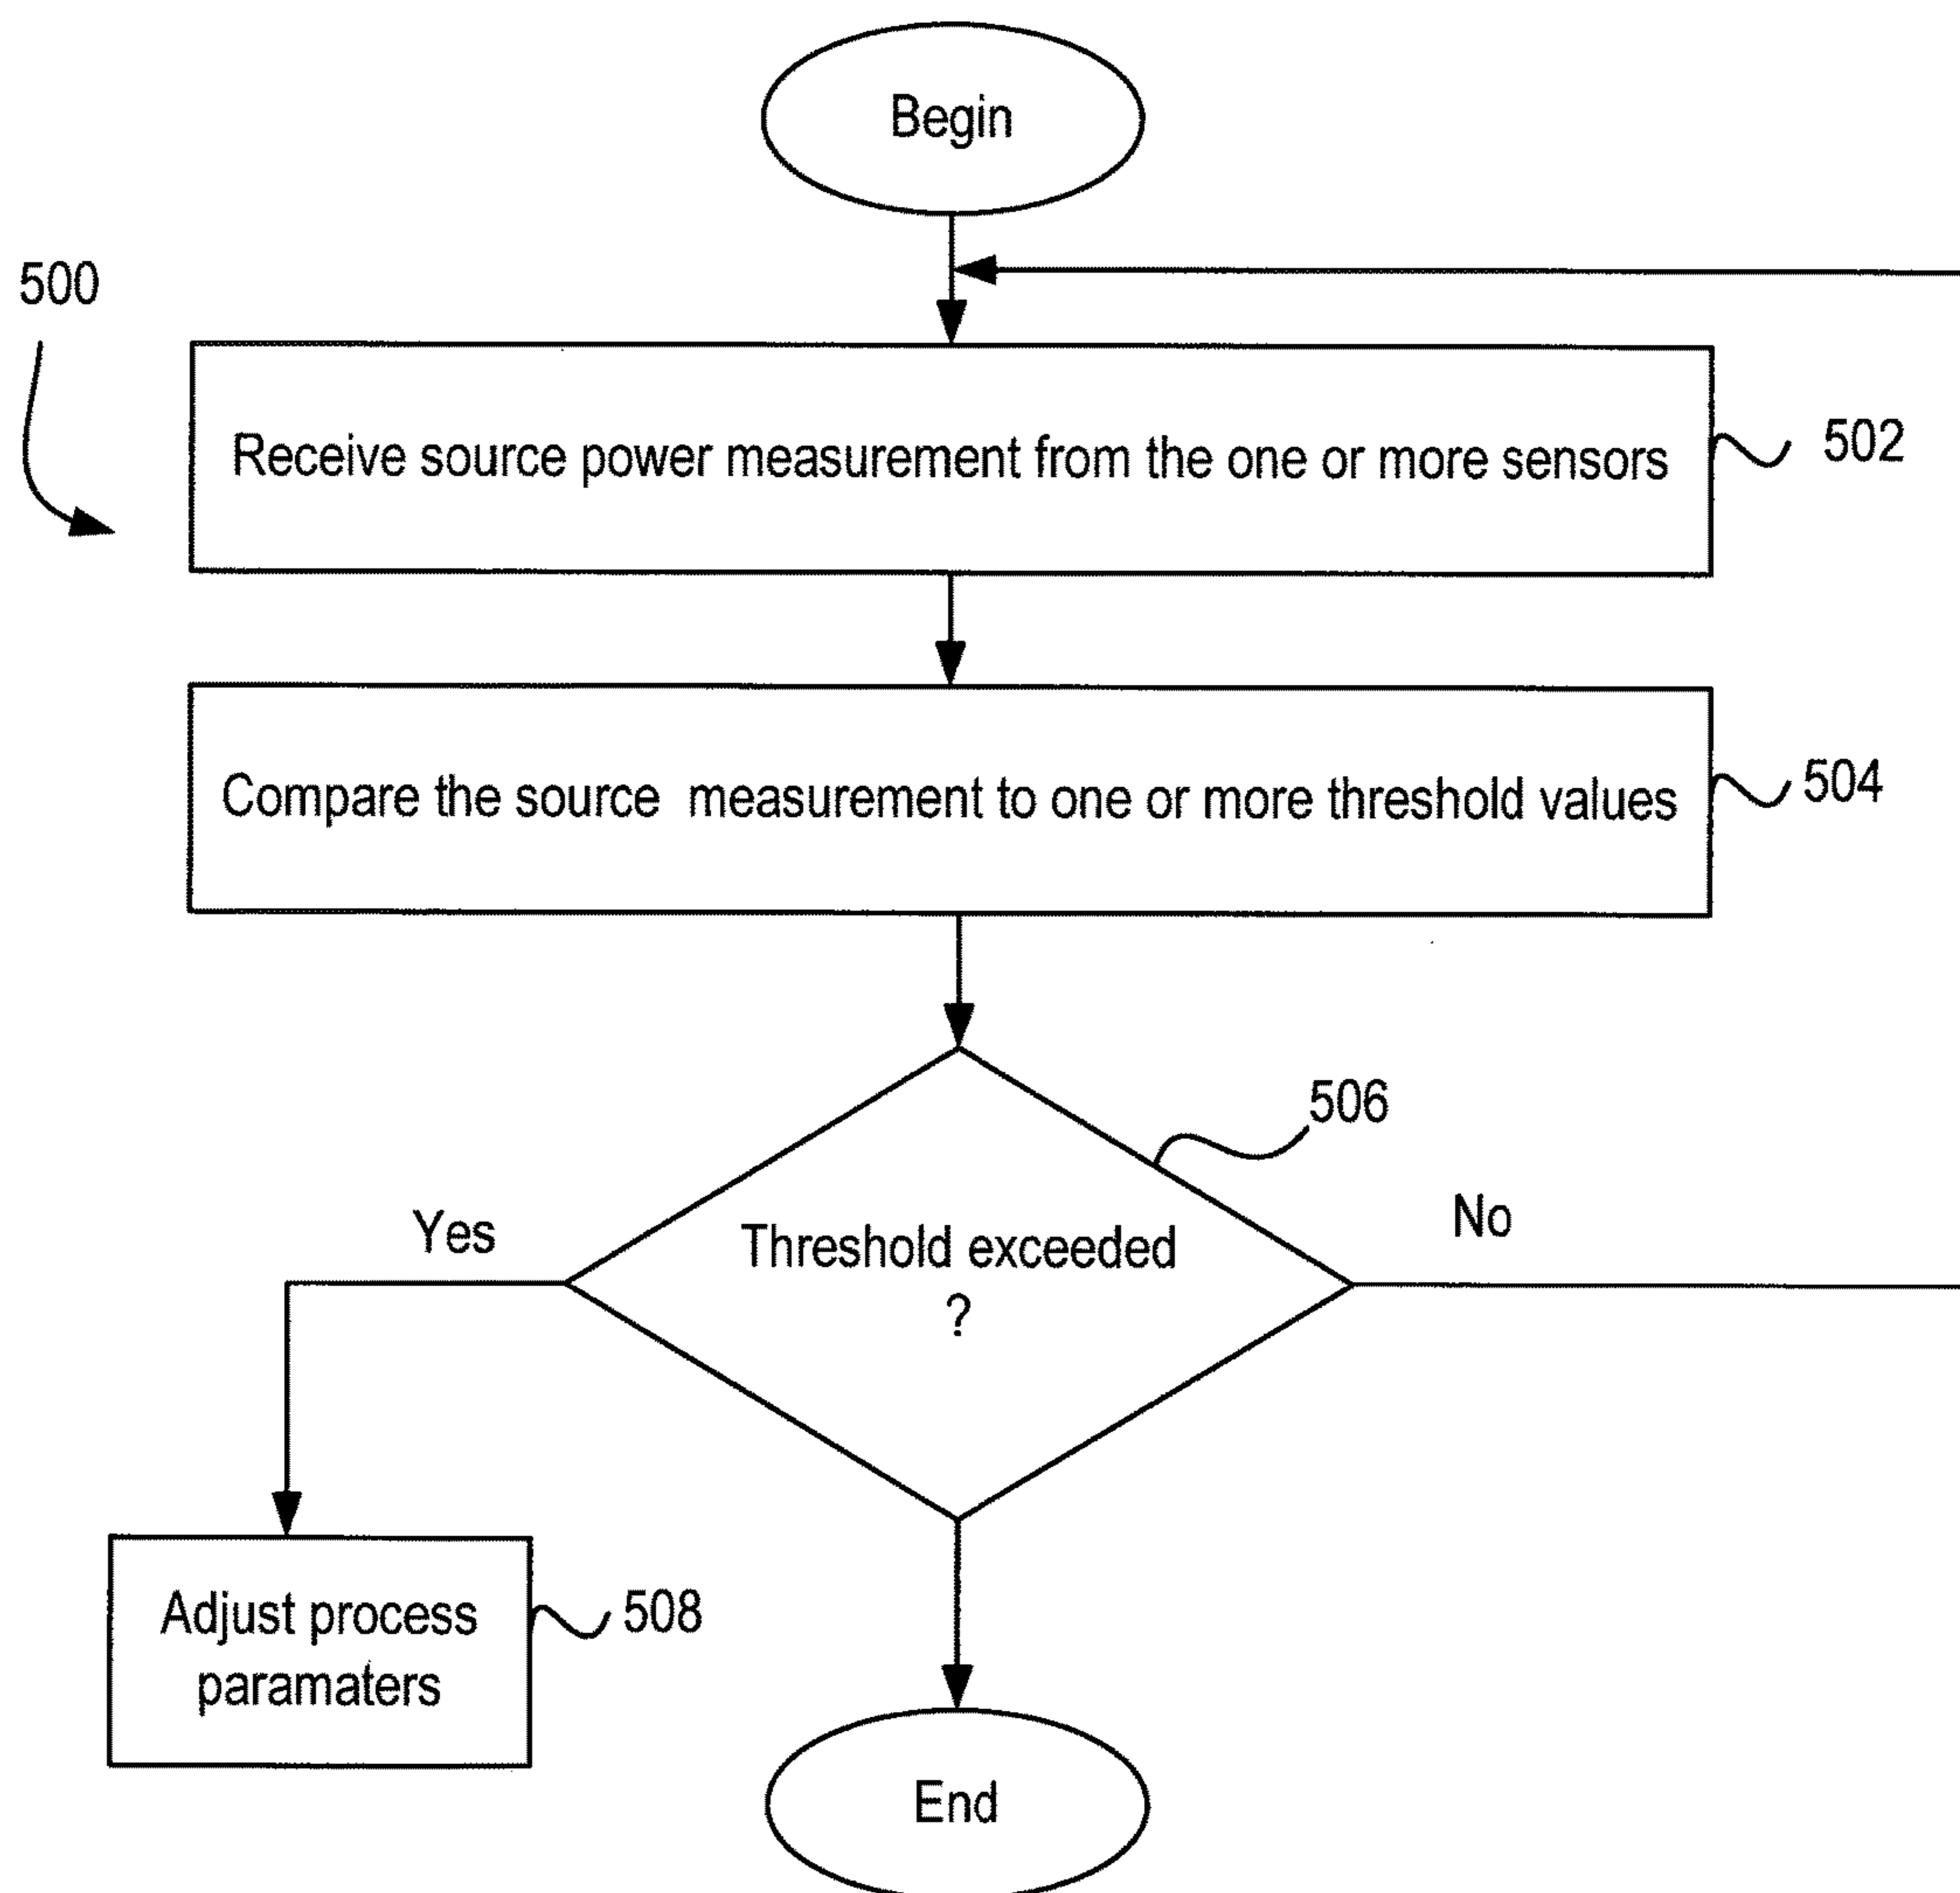 Begin
500
Receive source power measurement from the one or more sensors
502
Compare the source measurement to one or more threshold values
504
506
Yes
No
Threshold exceeded
?
Adjust process
paramaters
508
End